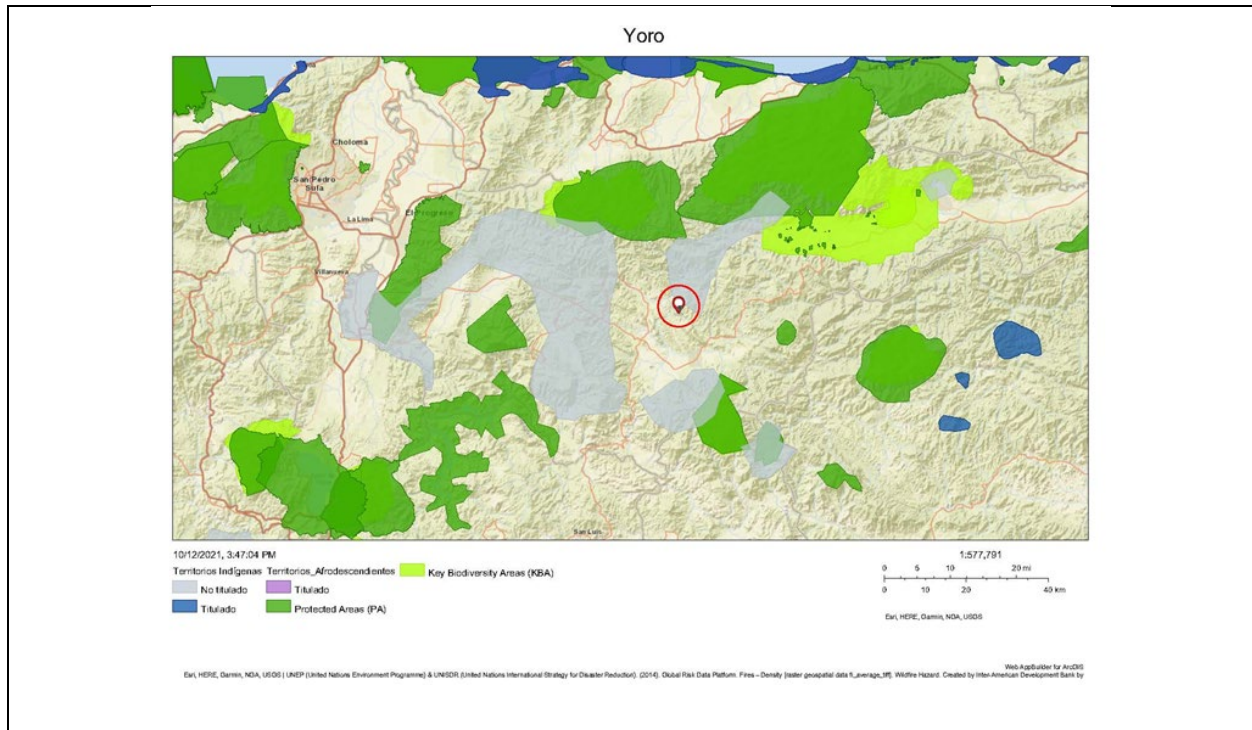 Yoro
Choloma
San Pedro
Sula
La Lima
El Progreso
Villanueva
San Luis
10/12/2021, 3:47:04 PM
1:577,791
Territorios Indígenas Territorios_Afrodescendientes Key Biodiversity Areas (KBA)
No titulado Titulado
Titulado Protected Areas (PA)
0 5 10 20 mi
0 10 20 40 km
Esri, HERE, Garmin, NGA, USGS
Web AppBuilder for ArcGIS
Esri, HERE, Garmin, NGA, USGS | UNEP (United Nations Environment Programme) & UNISDR (United Nations International Strategy for Disaster Reduction). (2014). Global Risk Data Platform. Fires – Density [raster geospatial data fi_average_tif]. Wildfire Hazard. Created by Inter-American Development Bank by